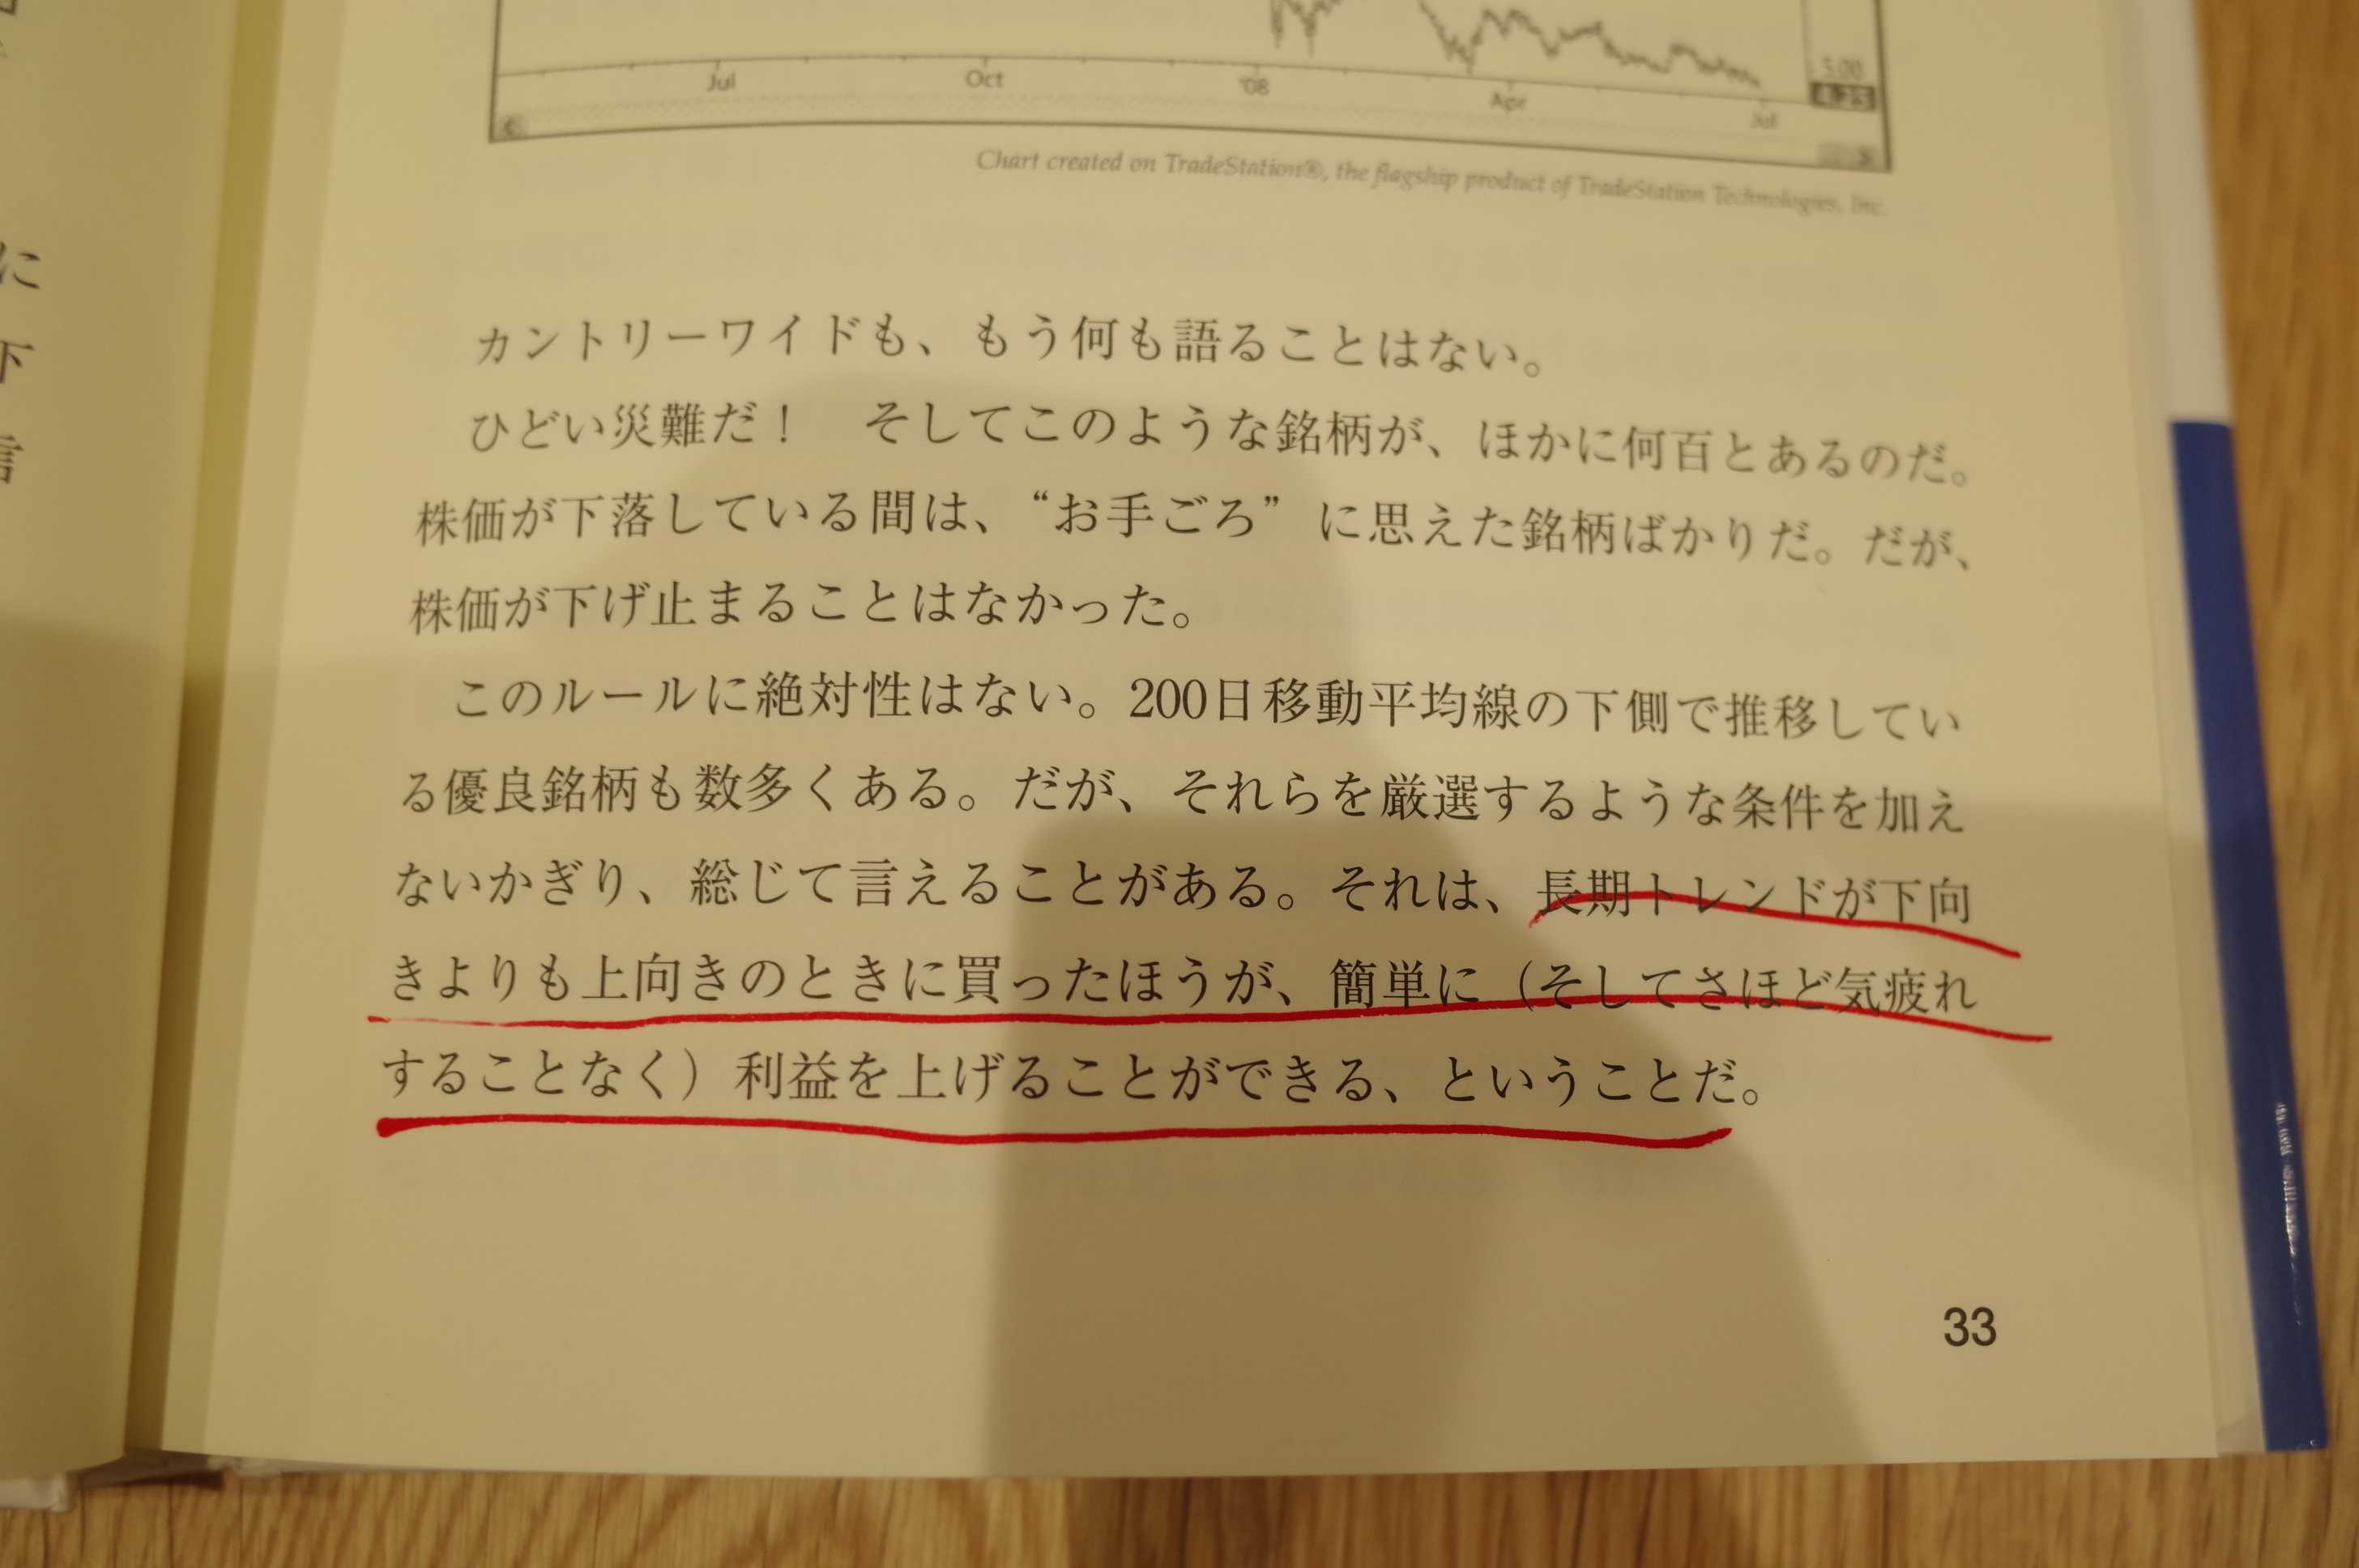 Jul Oct '08 Apr Jul
5.00
4.25
Chart created on TradeStation®, the flagship product of TradeStation Technologies, Inc.
カントリーワイドも、もう何も語ることはない。
ひどい災難だ！　そしてこのような銘柄が、ほかに何百とあるのだ。
株価が下落している間は、“お手ごろ”に思えた銘柄ばかりだ。だが、
株価が下げ止まることはなかった。
このルールに絶対性はない。200日移動平均線の下側で推移してい
る優良銘柄も数多くある。だが、それらを厳選するような条件を加え
ないかぎり、総じて言えることがある。それは、長期トレンドが下向
きよりも上向きのときに買ったほうが、簡単に（そしてさほど気疲れ
することなく）利益を上げることができる、ということだ。
33
に
下
言